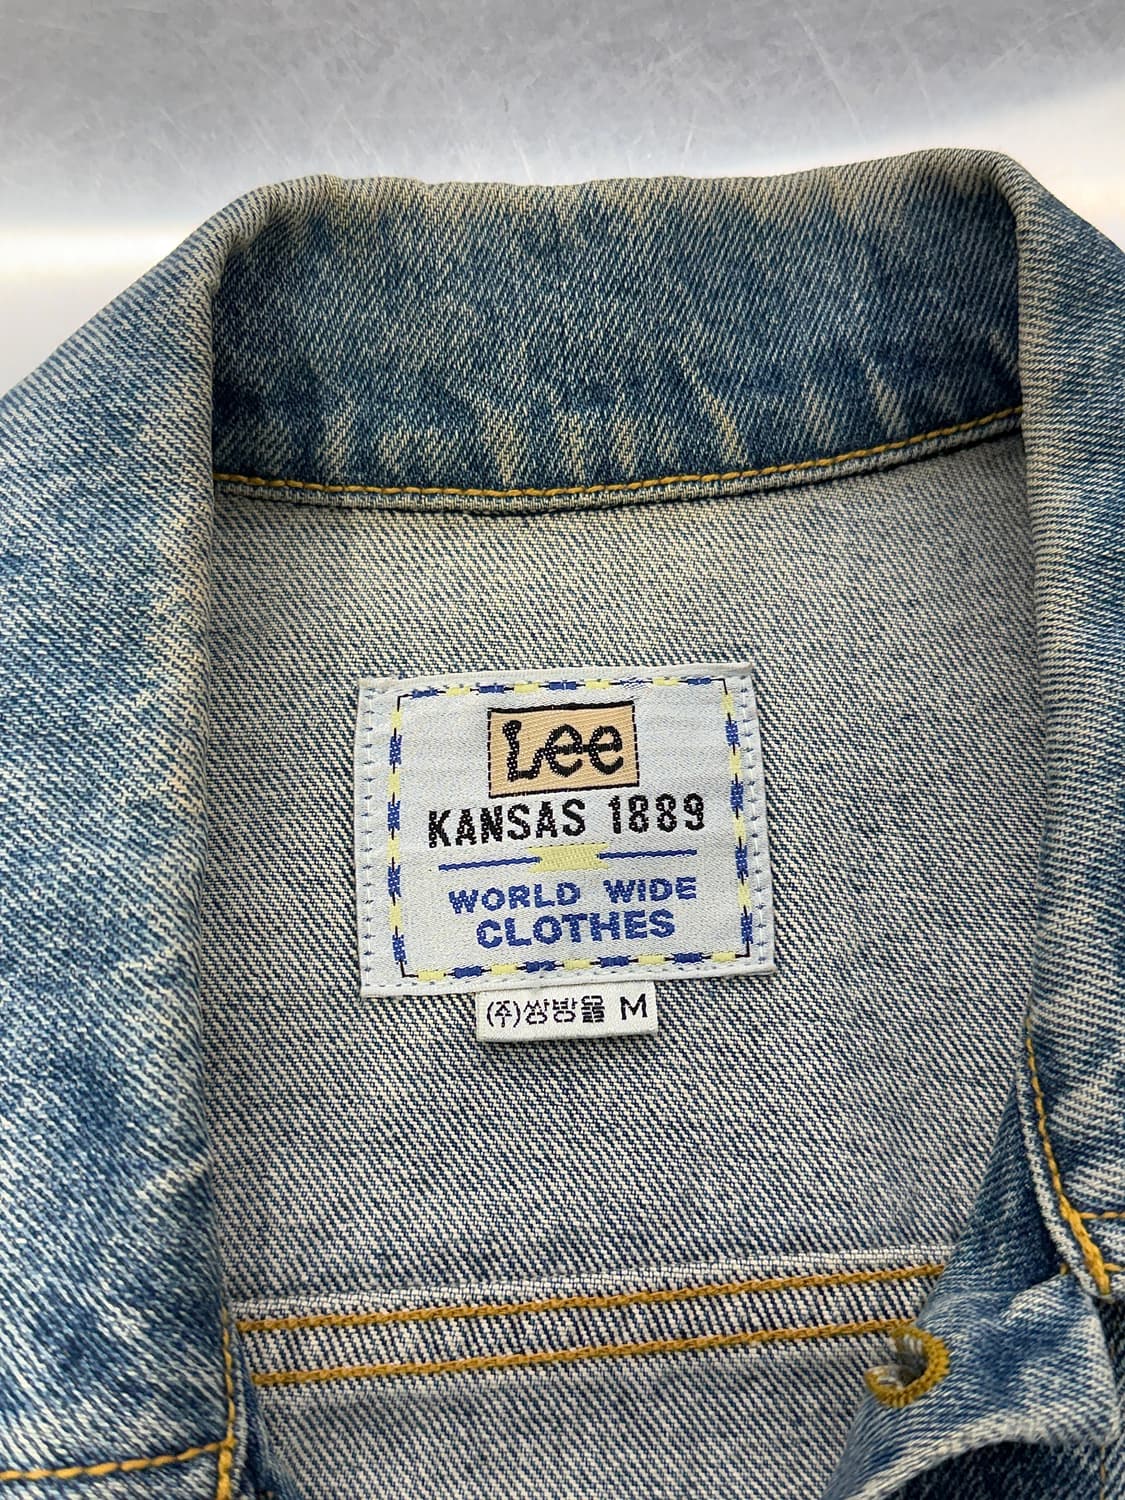 Lee
KANSAS 1889
WORLD WIDE
CLOTHES
(주)쌍방울 M